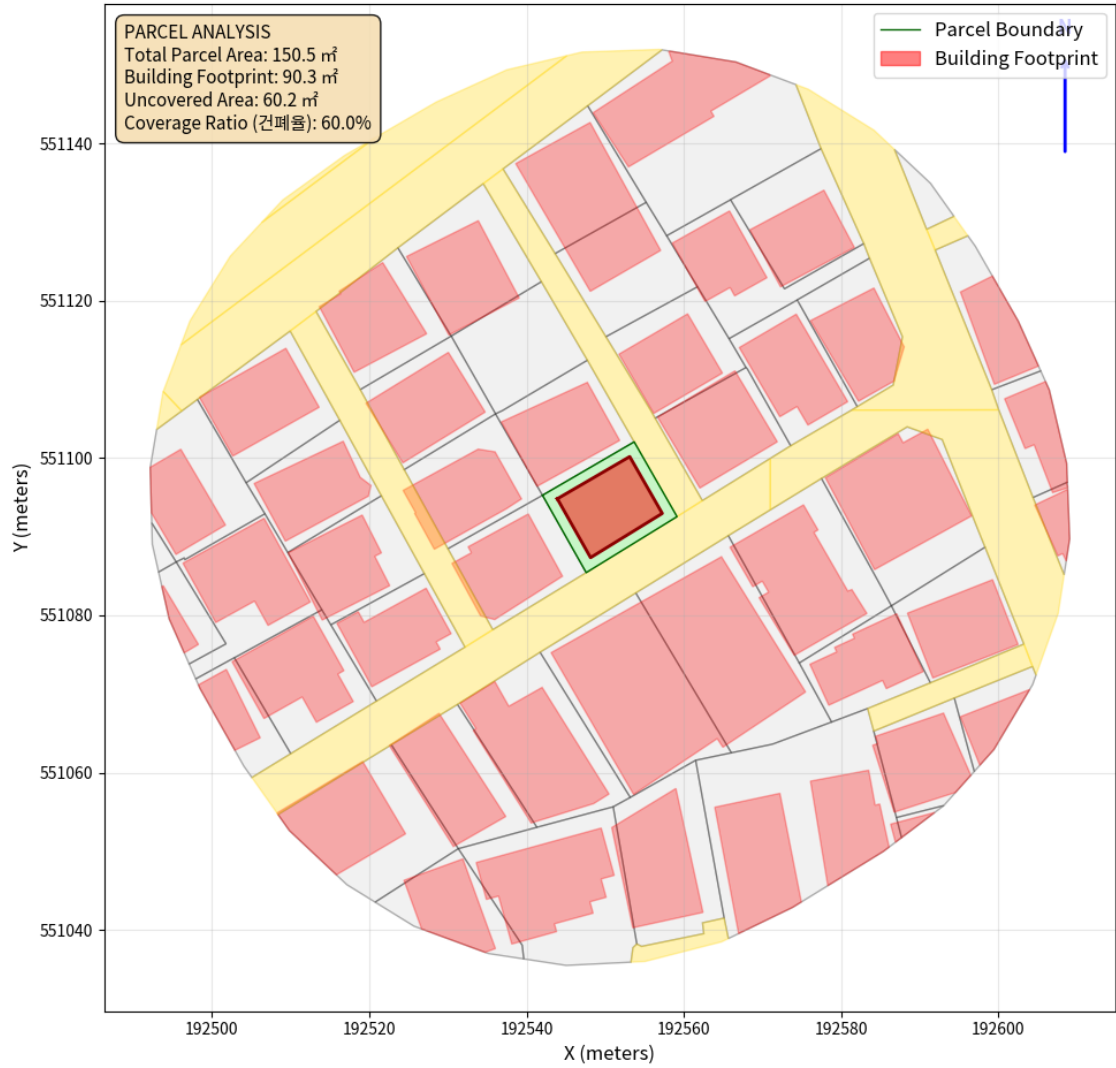 PARCEL ANALYSIS
Total Parcel Area: 150.5 ㎡
Building Footprint: 90.3 ㎡
Uncovered Area: 60.2 ㎡
Coverage Ratio (건폐율): 60.0%
Parcel Boundary
Building Footprint
N
551140
551120
551100
551080
551060
551040
Y (meters)
192500
192520
192540
192560
192580
192600
X (meters)